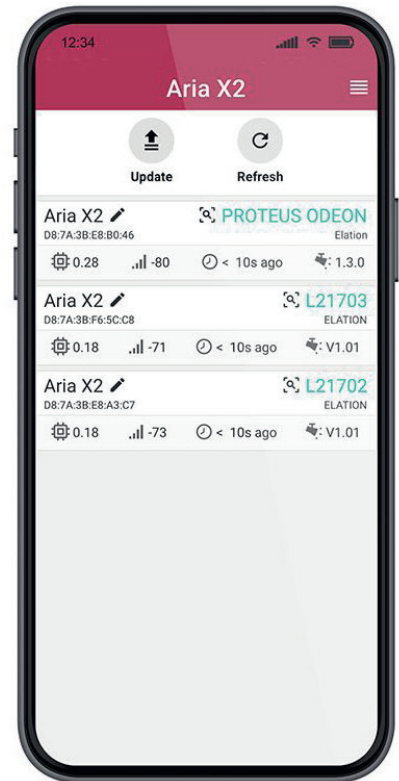 12:34
Aria X2
Update Refresh
Aria X2 PROTEUS ODEON
D8:7A:3B:E8:B0:46 Elation
0.28 -80 < 10s ago : 1.3.0
Aria X2 L21703
D8:7A:3B:F6:5C:C8 ELATION
0.18 -71 < 10s ago : V1.01
Aria X2 L21702
D8:7A:3B:E8:A3:C7 ELATION
0.18 -73 < 10s ago : V1.01